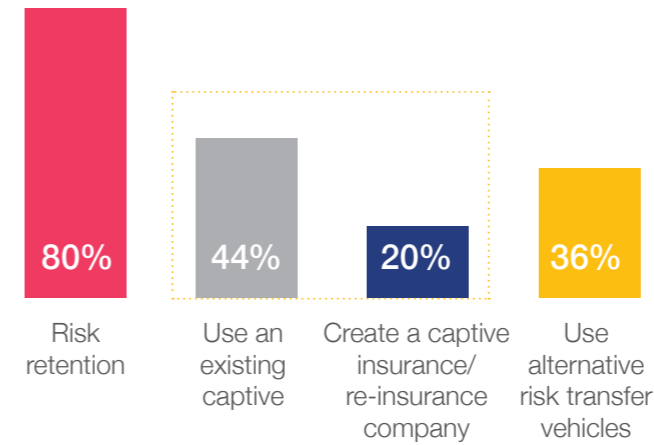 80%
44%
20%
36%
Risk
retention
Use an
existing
captive
Create a captive
insurance/
re-insurance
company
Use
alternative
risk transfer
vehicles